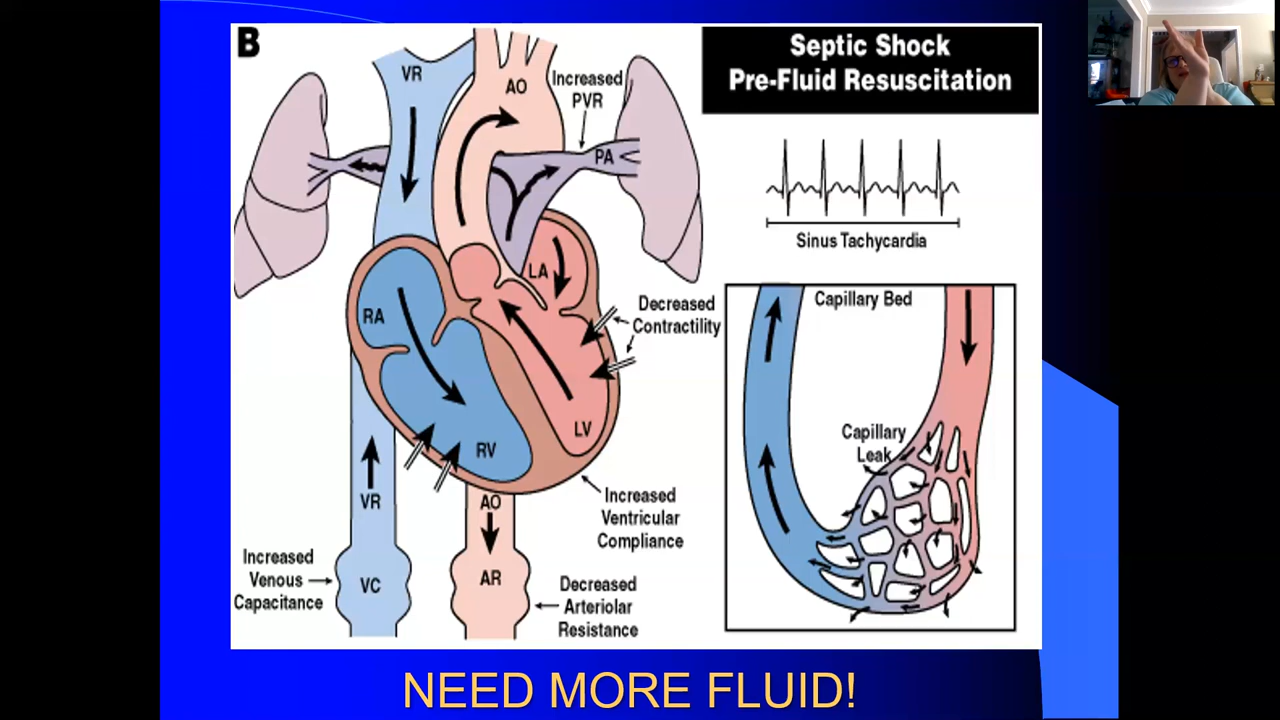 B
Septic Shock
Pre-Fluid Resuscitation
VR
AO
Increased
PVR
PA
Sinus Tachycardia
LA
RA
Decreased
Contractility
LV
RV
VR
AO
Increased
Ventricular
Compliance
Increased
Venous
Capacitance
VC
AR
Decreased
Arteriolar
Resistance
Capillary Bed
Capillary
Leak
NEED MORE FLUID!